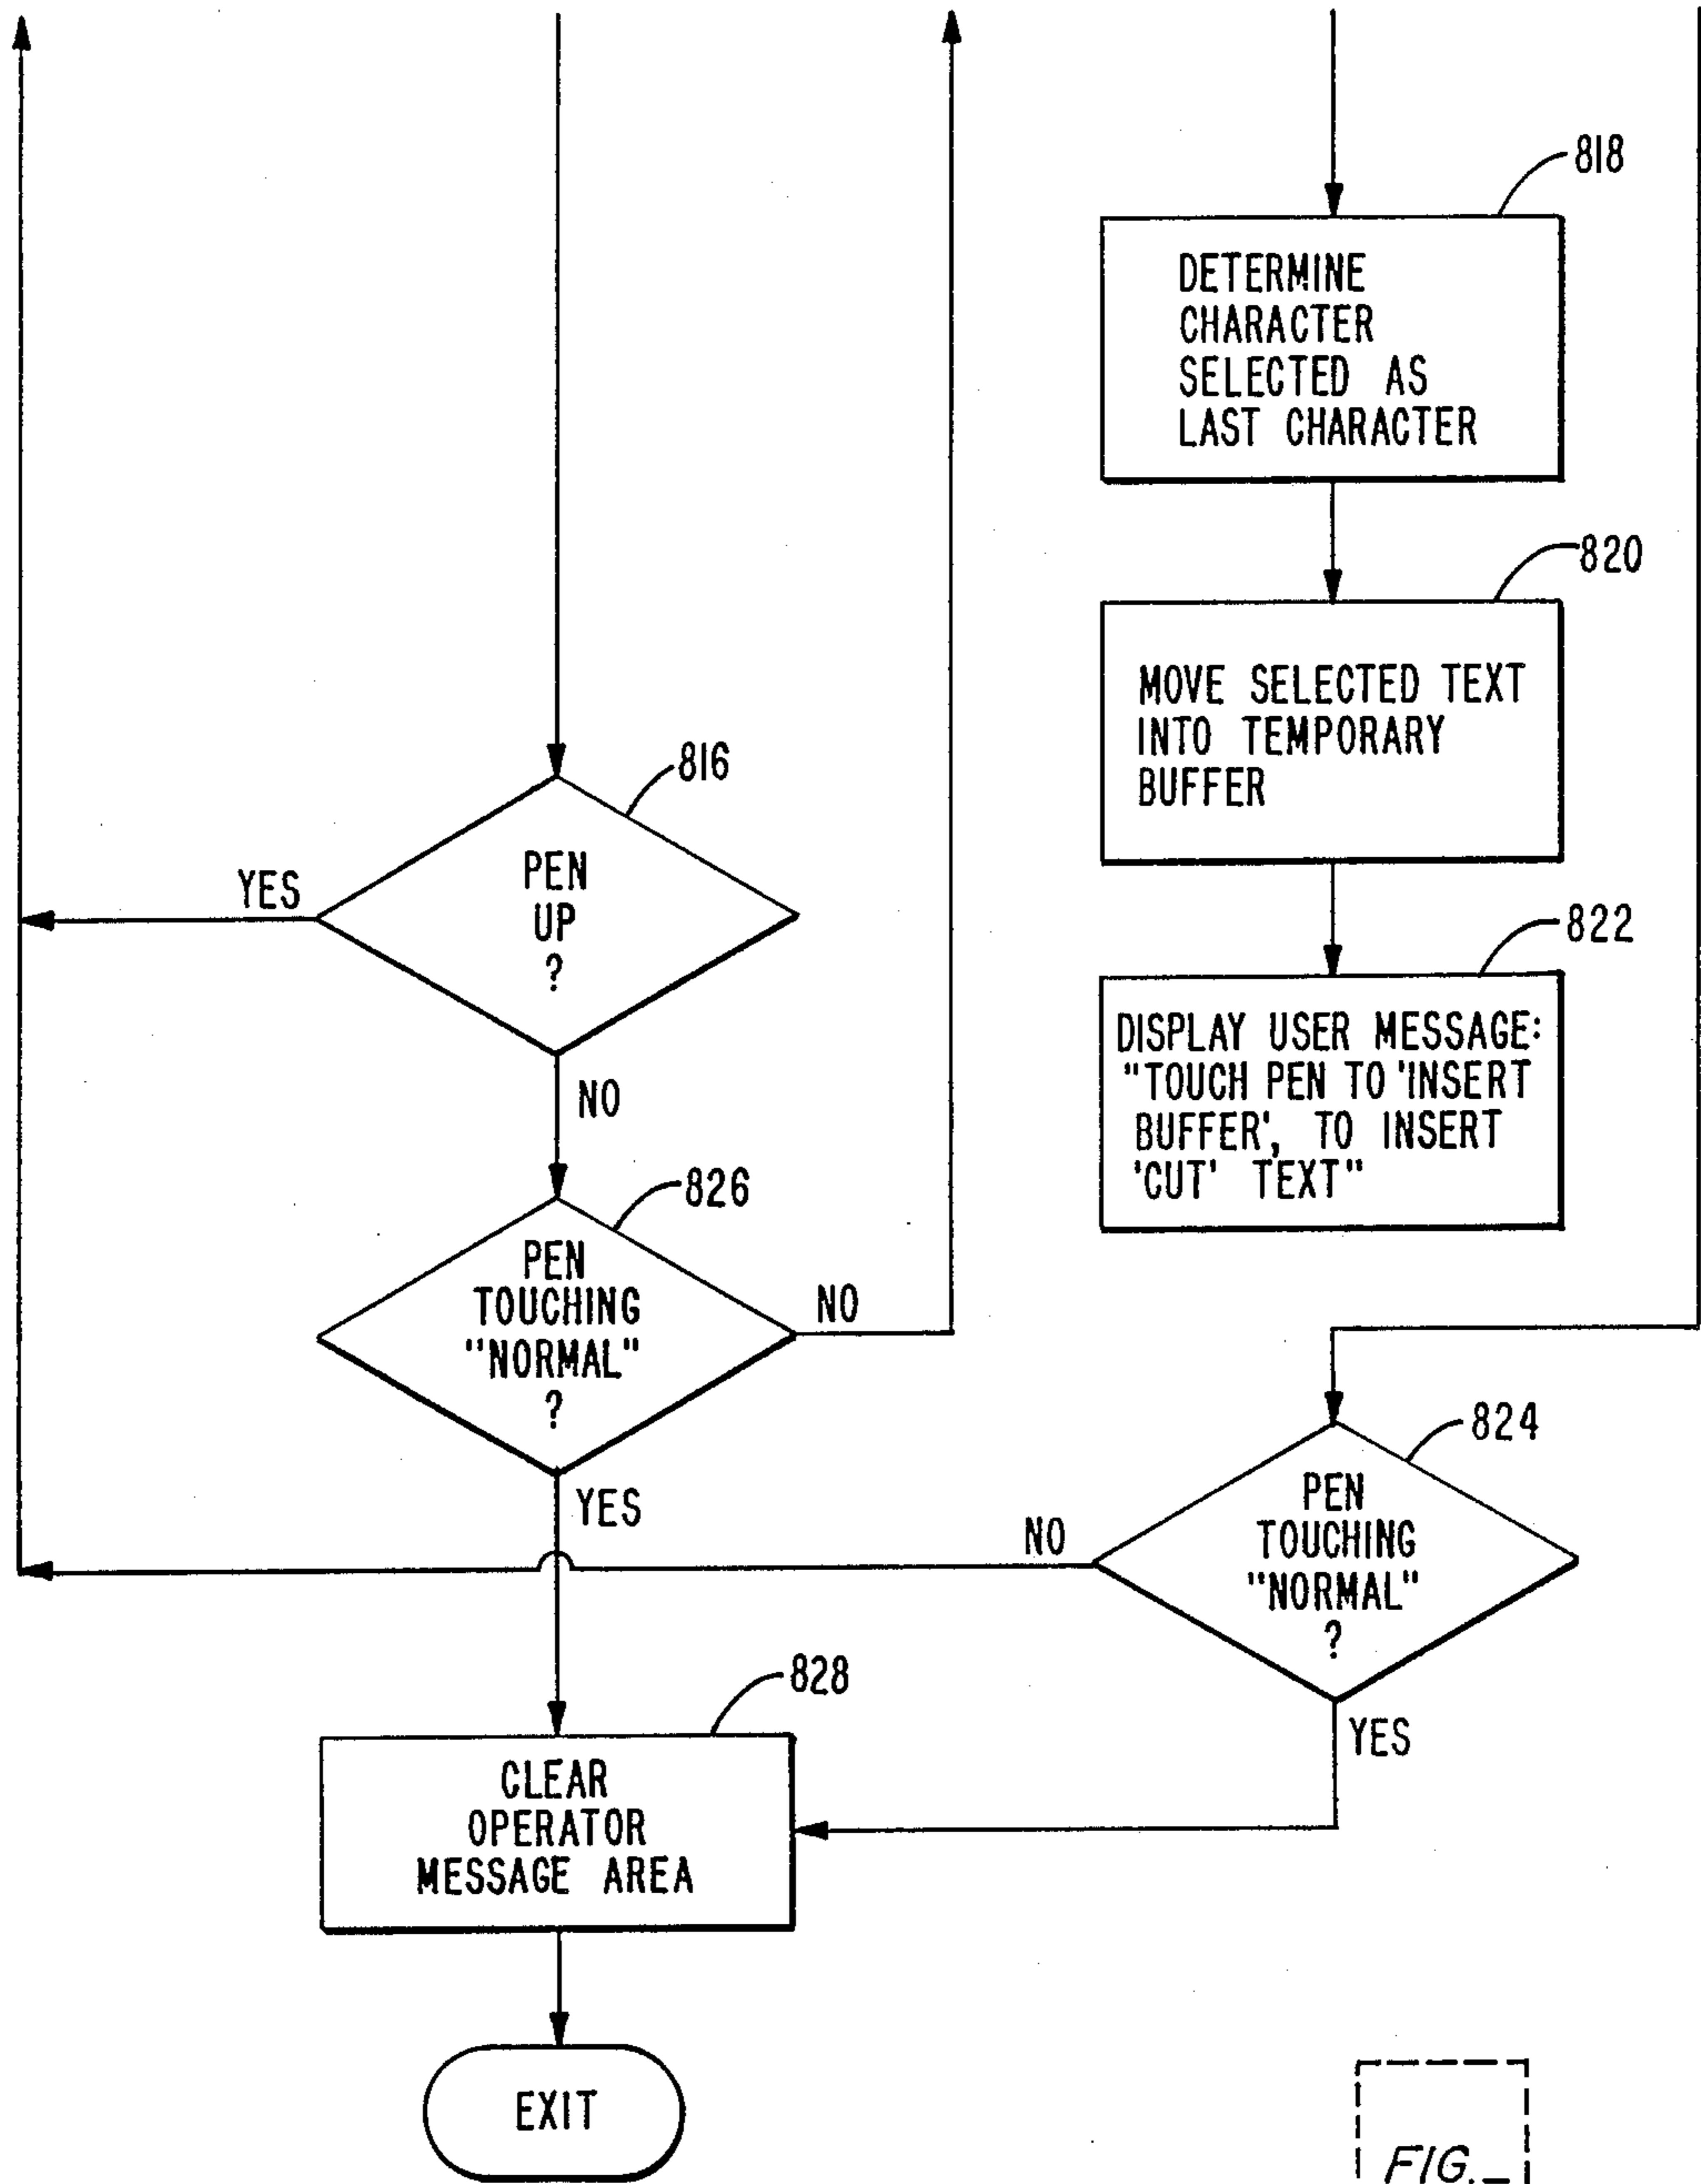 818
DETERMINE
CHARACTER
SELECTED AS
LAST CHARACTER
820
MOVE SELECTED TEXT
INTO TEMPORARY
BUFFER
816
PEN
UP
?
YES
NO
822
DISPLAY USER MESSAGE:
"TOUCH PEN TO 'INSERT
BUFFER', TO INSERT
'CUT' TEXT"
826
PEN
TOUCHING
"NORMAL"
?
NO
YES
824
PEN
TOUCHING
"NORMAL"
?
NO
YES
828
CLEAR
OPERATOR
MESSAGE AREA
EXIT
FIG._